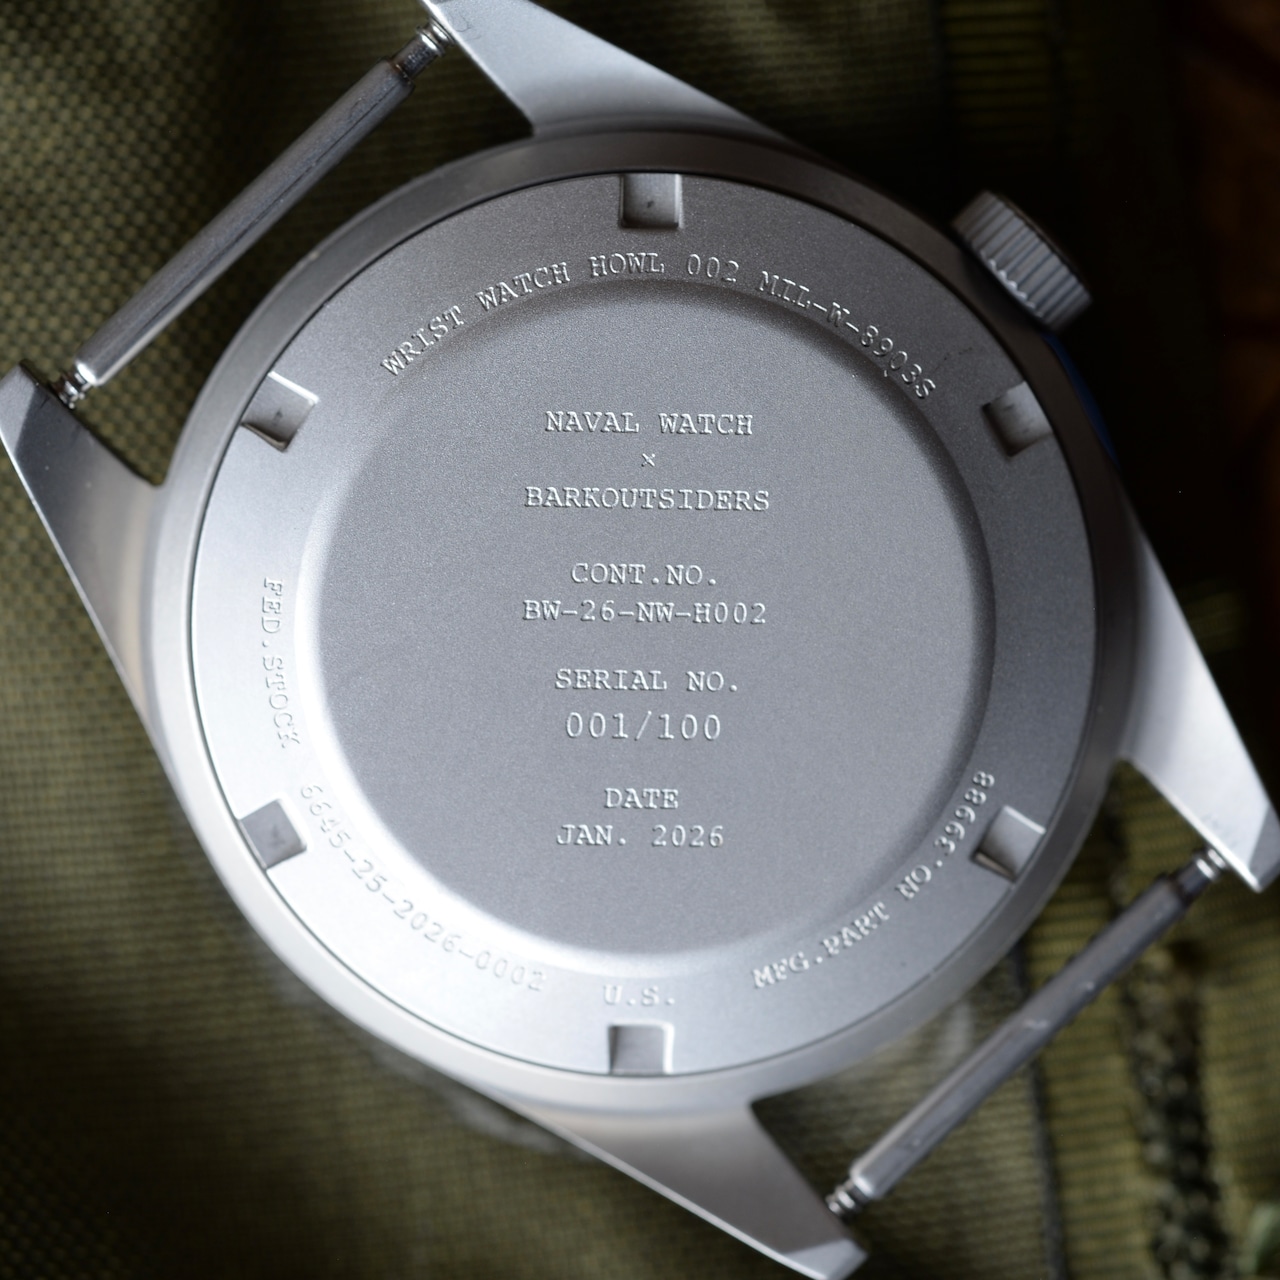 WRIST WATCH HOWL 002 MIL-W-8903S
NAVAL WATCH
×
BARKOUTSIDERS
CONT.NO.
BW-26-NW-H002
SERIAL NO.
001/100
DATE
JAN. 2026
FED.STOCK
6645-25-2026-0002
U.S.
MFG.PART NO.39988